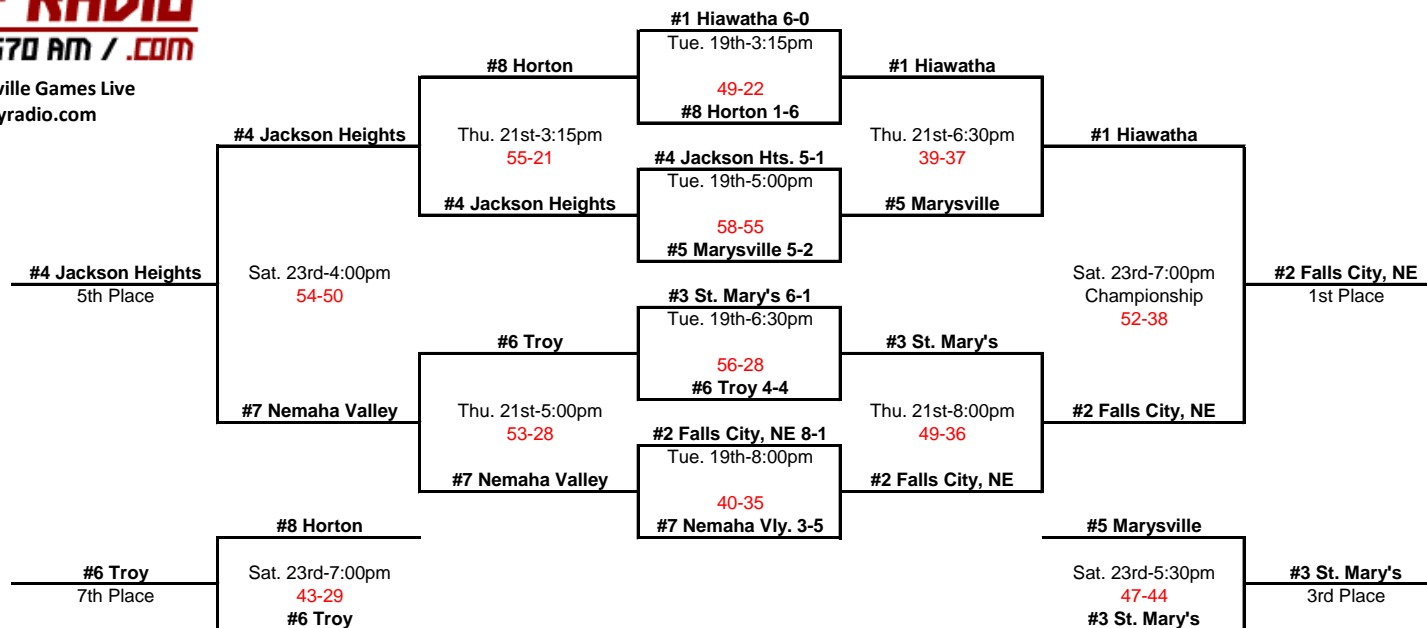 RADIO
570 AM / .COM
ville Games Live
yradio.com
#1 Hiawatha 6-0
Tue. 19th-3:15pm
49-22
#8 Horton 1-6
#8 Horton
#1 Hiawatha
#4 Jackson Heights
Thu. 21st-3:15pm
55-21
#4 Jackson Hts. 5-1
Tue. 19th-5:00pm
58-55
#5 Marysville 5-2
Thu. 21st-6:30pm
39-37
#1 Hiawatha
#4 Jackson Heights
#5 Marysville
#4 Jackson Heights
5th Place
Sat. 23rd-4:00pm
54-50
#3 St. Mary's 6-1
Tue. 19th-6:30pm
56-28
#6 Troy 4-4
Sat. 23rd-7:00pm
Championship
52-38
#2 Falls City, NE
1st Place
#6 Troy
#3 St. Mary's
#7 Nemaha Valley
Thu. 21st-5:00pm
53-28
#2 Falls City, NE 8-1
Tue. 19th-8:00pm
40-35
#7 Nemaha Vly. 3-5
Thu. 21st-8:00pm
49-36
#2 Falls City, NE
#7 Nemaha Valley
#2 Falls City, NE
#8 Horton
#5 Marysville
#6 Troy
7th Place
Sat. 23rd-7:00pm
43-29
#6 Troy
Sat. 23rd-5:30pm
47-44
#3 St. Mary's
#3 St. Mary's
3rd Place